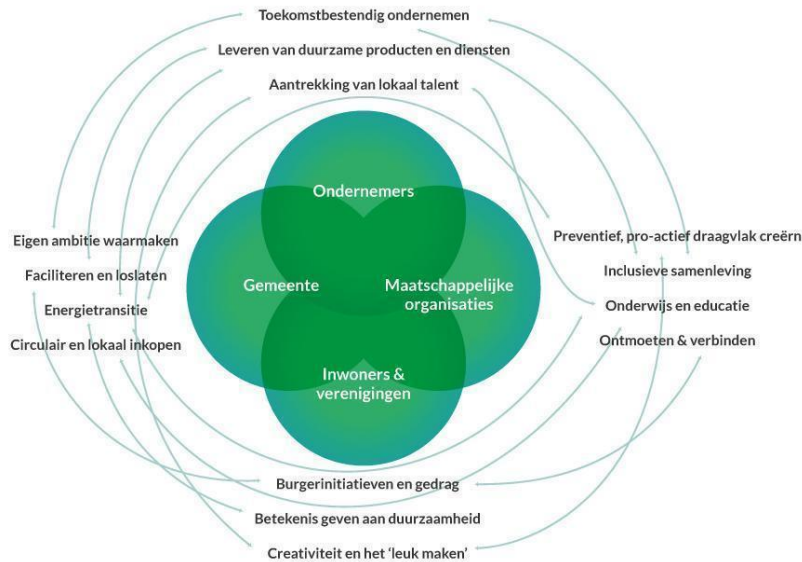 Toekomstbestendig ondernemen
Leveren van duurzame producten en diensten
Aantrekking van lokaal talent
Ondernemers
Eigen ambitie waarmaken
Faciliteren en loslaten
Energietransitie
Circulair en lokaal inkopen
Gemeente
Maatschappelijke
organisaties
Preventief, pro-actief draagvlak creërn
Inclusieve samenleving
Onderwijs en educatie
Ontmoeten & verbinden
Inwoners &
verenigingen
Burgerinitiatieven en gedrag
Betekenis geven aan duurzaamheid
Creativiteit en het ‘leuk maken’